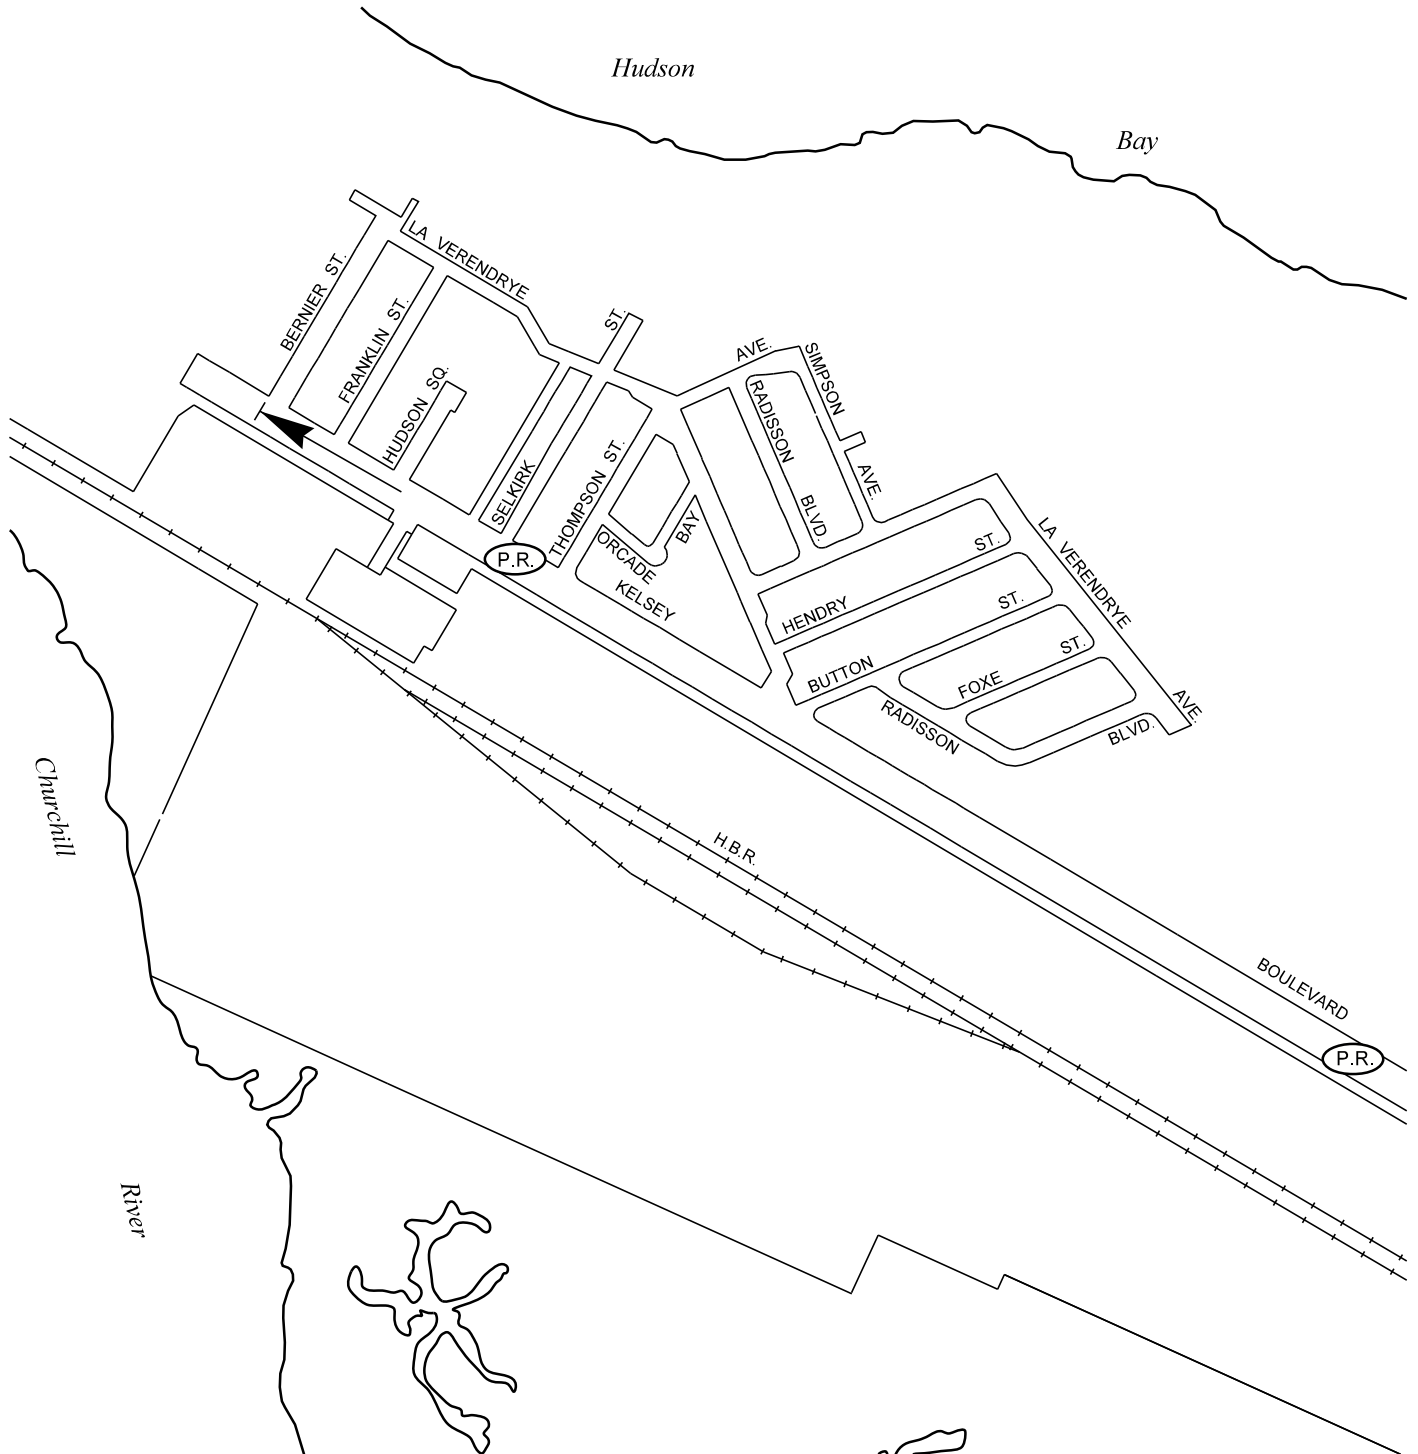 Hudson
Bay
LA VERENDRYE
AVE.
BERNIER ST.
FRANKLIN ST.
HUDSON SQ.
SELKIRK
ST.
THOMPSON ST.
SIMPSON
AVE.
RADISSON
BLVD.
ORCADE
BAY
KELSEY
P.R.
HENDRY
ST.
BUTTON
ST.
FOXE
ST.
RADISSON
BLVD.
LA VERENDRYE
AVE.
H.B.R.
BOULEVARD
P.R.
Churchill
River